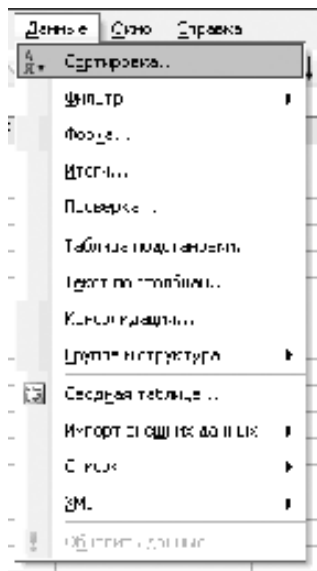 Данные Окно Справка
Сортировка...
Фильтр
Форма...
Итоги...
Проверка...
Таблица подстановки...
Текст по столбцам...
Консолидация...
Группа и структура
Сводная таблица...
Импорт внешних данных
Список
XML
Обновить данные